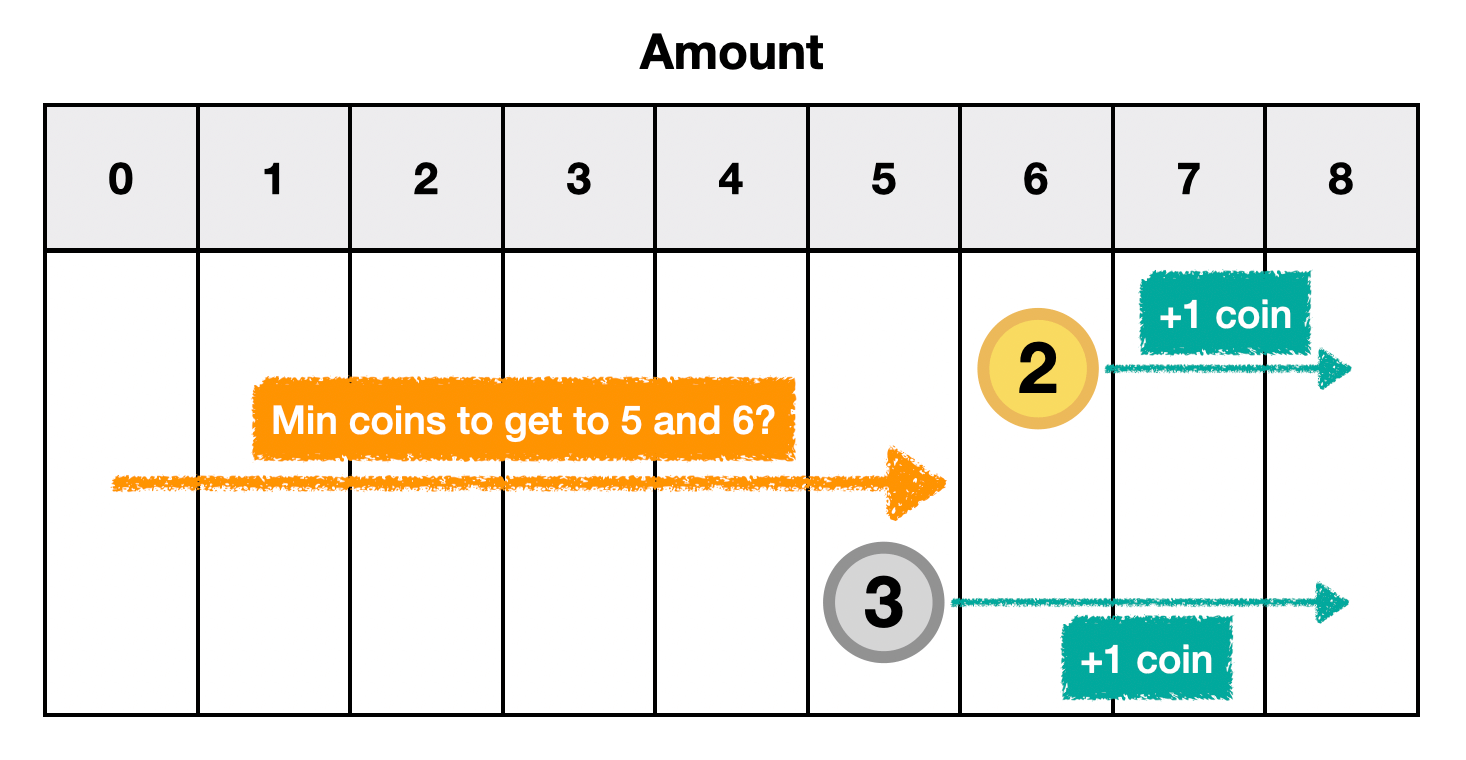 Amount
0 1 2 3 4 5 6 7 8
+1 coin
2
Min coins to get to 5 and 6?
3
+1 coin